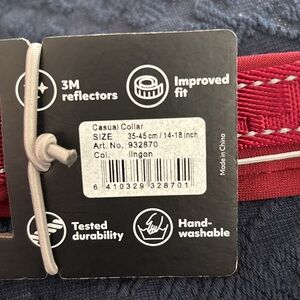 3M
reflectors
Improved
fit
Casual Collar
SIZE 35-45 cm / 14-18 inch
Art. No. 932870
Col. lingon
6 410329 328701
Made in China
Tested
durability
Hand-
washable